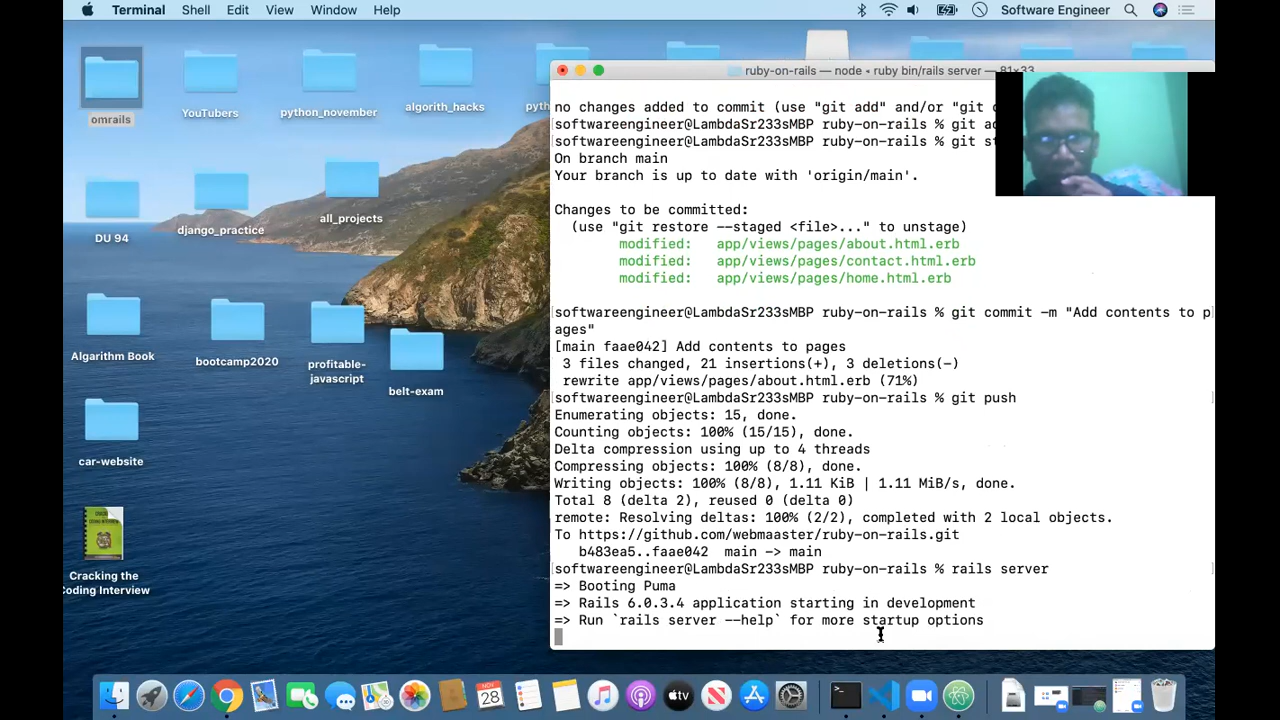 Terminal Shell Edit View Window Help Software Engineer
omrails
YouTubers
python_november
algorith_hacks
DU 94
django_practice
all_projects
Algarithm Book
bootcamp2020
profitable-
javascript
belt-exam
car-website
CRACKING THE CODING INTERVIEW
Cracking the
Coding Interview
ruby-on-rails — node ◂ ruby bin/rails server — 81×33
no changes added to commit (use "git add" and/or "git c
[softwareengineer@LambdaSr233sMBP ruby-on-rails % git ad
[softwareengineer@LambdaSr233sMBP ruby-on-rails % git st
On branch main
Your branch is up to date with 'origin/main'.
Changes to be committed:
(use "git restore --staged <file>..." to unstage)
modified: app/views/pages/about.html.erb
modified: app/views/pages/contact.html.erb
modified: app/views/pages/home.html.erb
[softwareengineer@LambdaSr233sMBP ruby-on-rails % git commit -m "Add contents to p]
ages"
[main faae042] Add contents to pages
3 files changed, 21 insertions(+), 3 deletions(-)
rewrite app/views/pages/about.html.erb (71%)
[softwareengineer@LambdaSr233sMBP ruby-on-rails % git push ]
Enumerating objects: 15, done.
Counting objects: 100% (15/15), done.
Delta compression using up to 4 threads
Compressing objects: 100% (8/8), done.
Writing objects: 100% (8/8), 1.11 KiB | 1.11 MiB/s, done.
Total 8 (delta 2), reused 0 (delta 0)
remote: Resolving deltas: 100% (2/2), completed with 2 local objects.
To https://github.com/webmaaster/ruby-on-rails.git
b483ea5..faae042 main -> main
[softwareengineer@LambdaSr233sMBP ruby-on-rails % rails server ]
=> Booting Puma
=> Rails 6.0.3.4 application starting in development
=> Run `rails server --help` for more startup options
NOV
28
tv